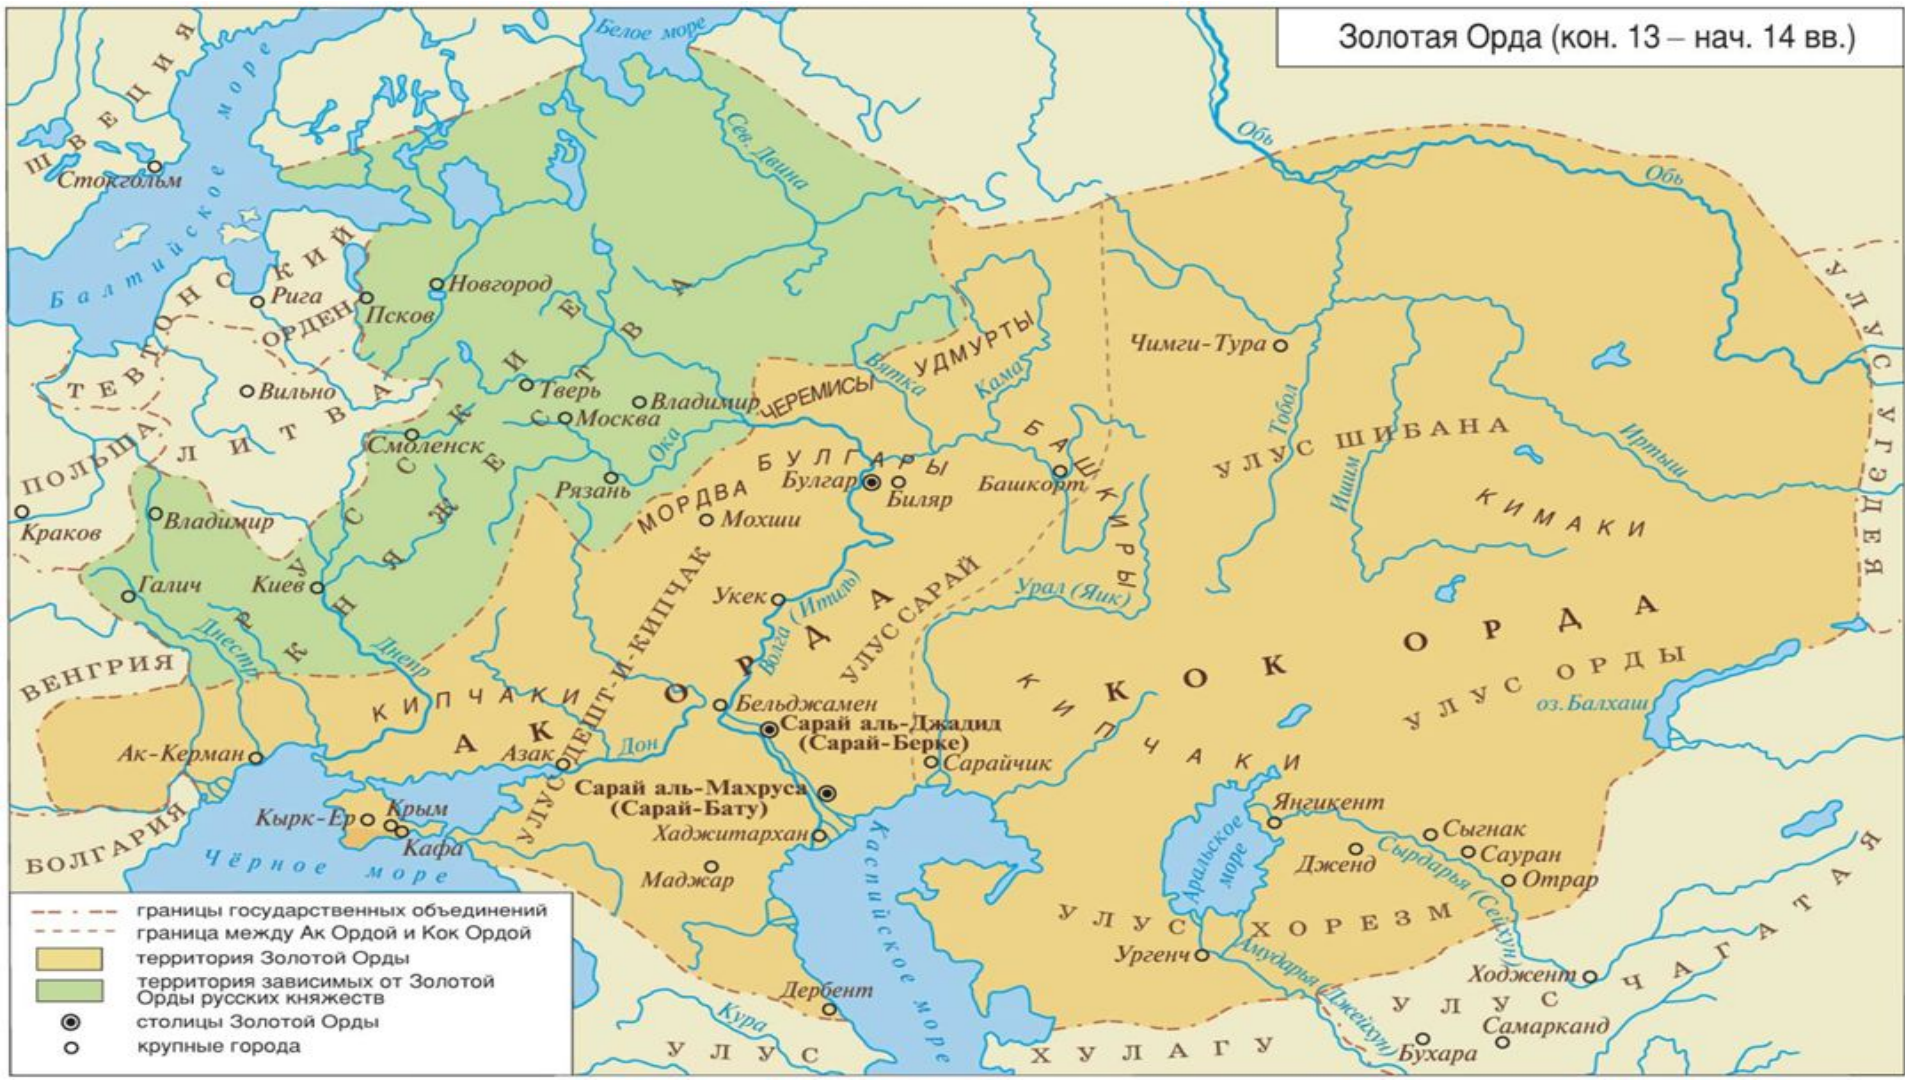 Золотая Орда (кон. 13 – нач. 14 вв.)
Белое море
ШВЕЦИЯ
Балтийское море
Стокгольм
Сев. Двина
Обь
Обь
ТЕВТОНСКИЙ
ОРДЕН
Рига
Псков
Новгород
РУССКИЕ
КНЯЖЕСТВА
Вильно
ЛИТВА
ПОЛЬША
Краков
Тверь
Москва
Владимир
Смоленск
Ока
Рязань
Владимир
Галич
Киев
Днестр
Днепр
ВЕНГРИЯ
БОЛГАРИЯ
ЧЕРЕМИСЫ
УДМУРТЫ
Вятка
Кама
БУЛГАРЫ
Булгар
Биляр
МОРДВА
Мохши
БАШКИРЫ
Башкорт
Чимги-Тура
Тобол
УЛУС ШИБАНА
Ишим
Иртыш
КИМАКИ
УЛУС УГЭДЕЯ
Урал (Яик)
Укек
Волга (Итиль)
УЛУС САРАЙ
АК ОРДА
УЛУС ДЕШТ-И-КИПЧАК
КИПЧАКИ
Бельджамен
Сарай аль-Джадид
(Сарай-Берке)
Сарай аль-Махруса
(Сарай-Бату)
Ак-Керман
Азак
Дон
Сарайчик
КОК ОРДА
УЛУС ОРДЫ
КИПЧАКИ
оз.Балхаш
Кырк-Ер
Крым
Кафа
Чёрное море
Хаджитархан
Маджар
Каспийское море
Аральское
море
Янгикент
Дженд
Сыгнак
Сауран
Отрар
Сырдарья (Сейхун)
УЛУС ХОРЕЗМ
Ургенч
Амударья (Джейхун)
Ходжент
Самарканд
Бухара
УЛУС ЧАГАТАЯ
Дербент
Кура
УЛУС ХУЛАГУ
границы государственных объединений
граница между Ак Ордой и Кок Ордой
территория Золотой Орды
территория зависимых от Золотой
Орды русских княжеств
столицы Золотой Орды
крупные города